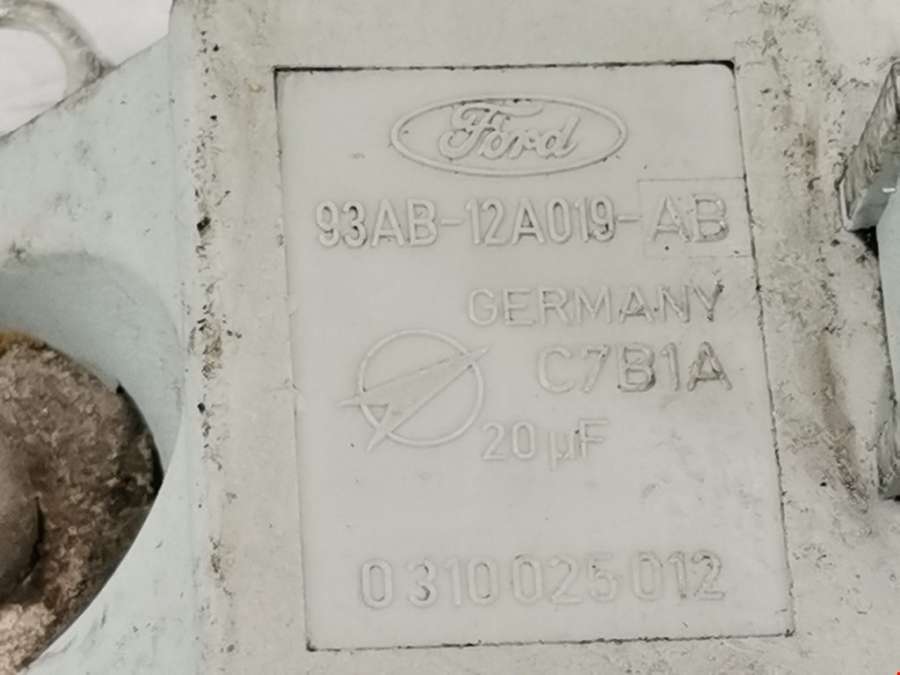 Ford
93AB-12A019-AB
GERMANY
C7B1A
20 µF
0 310 025 012